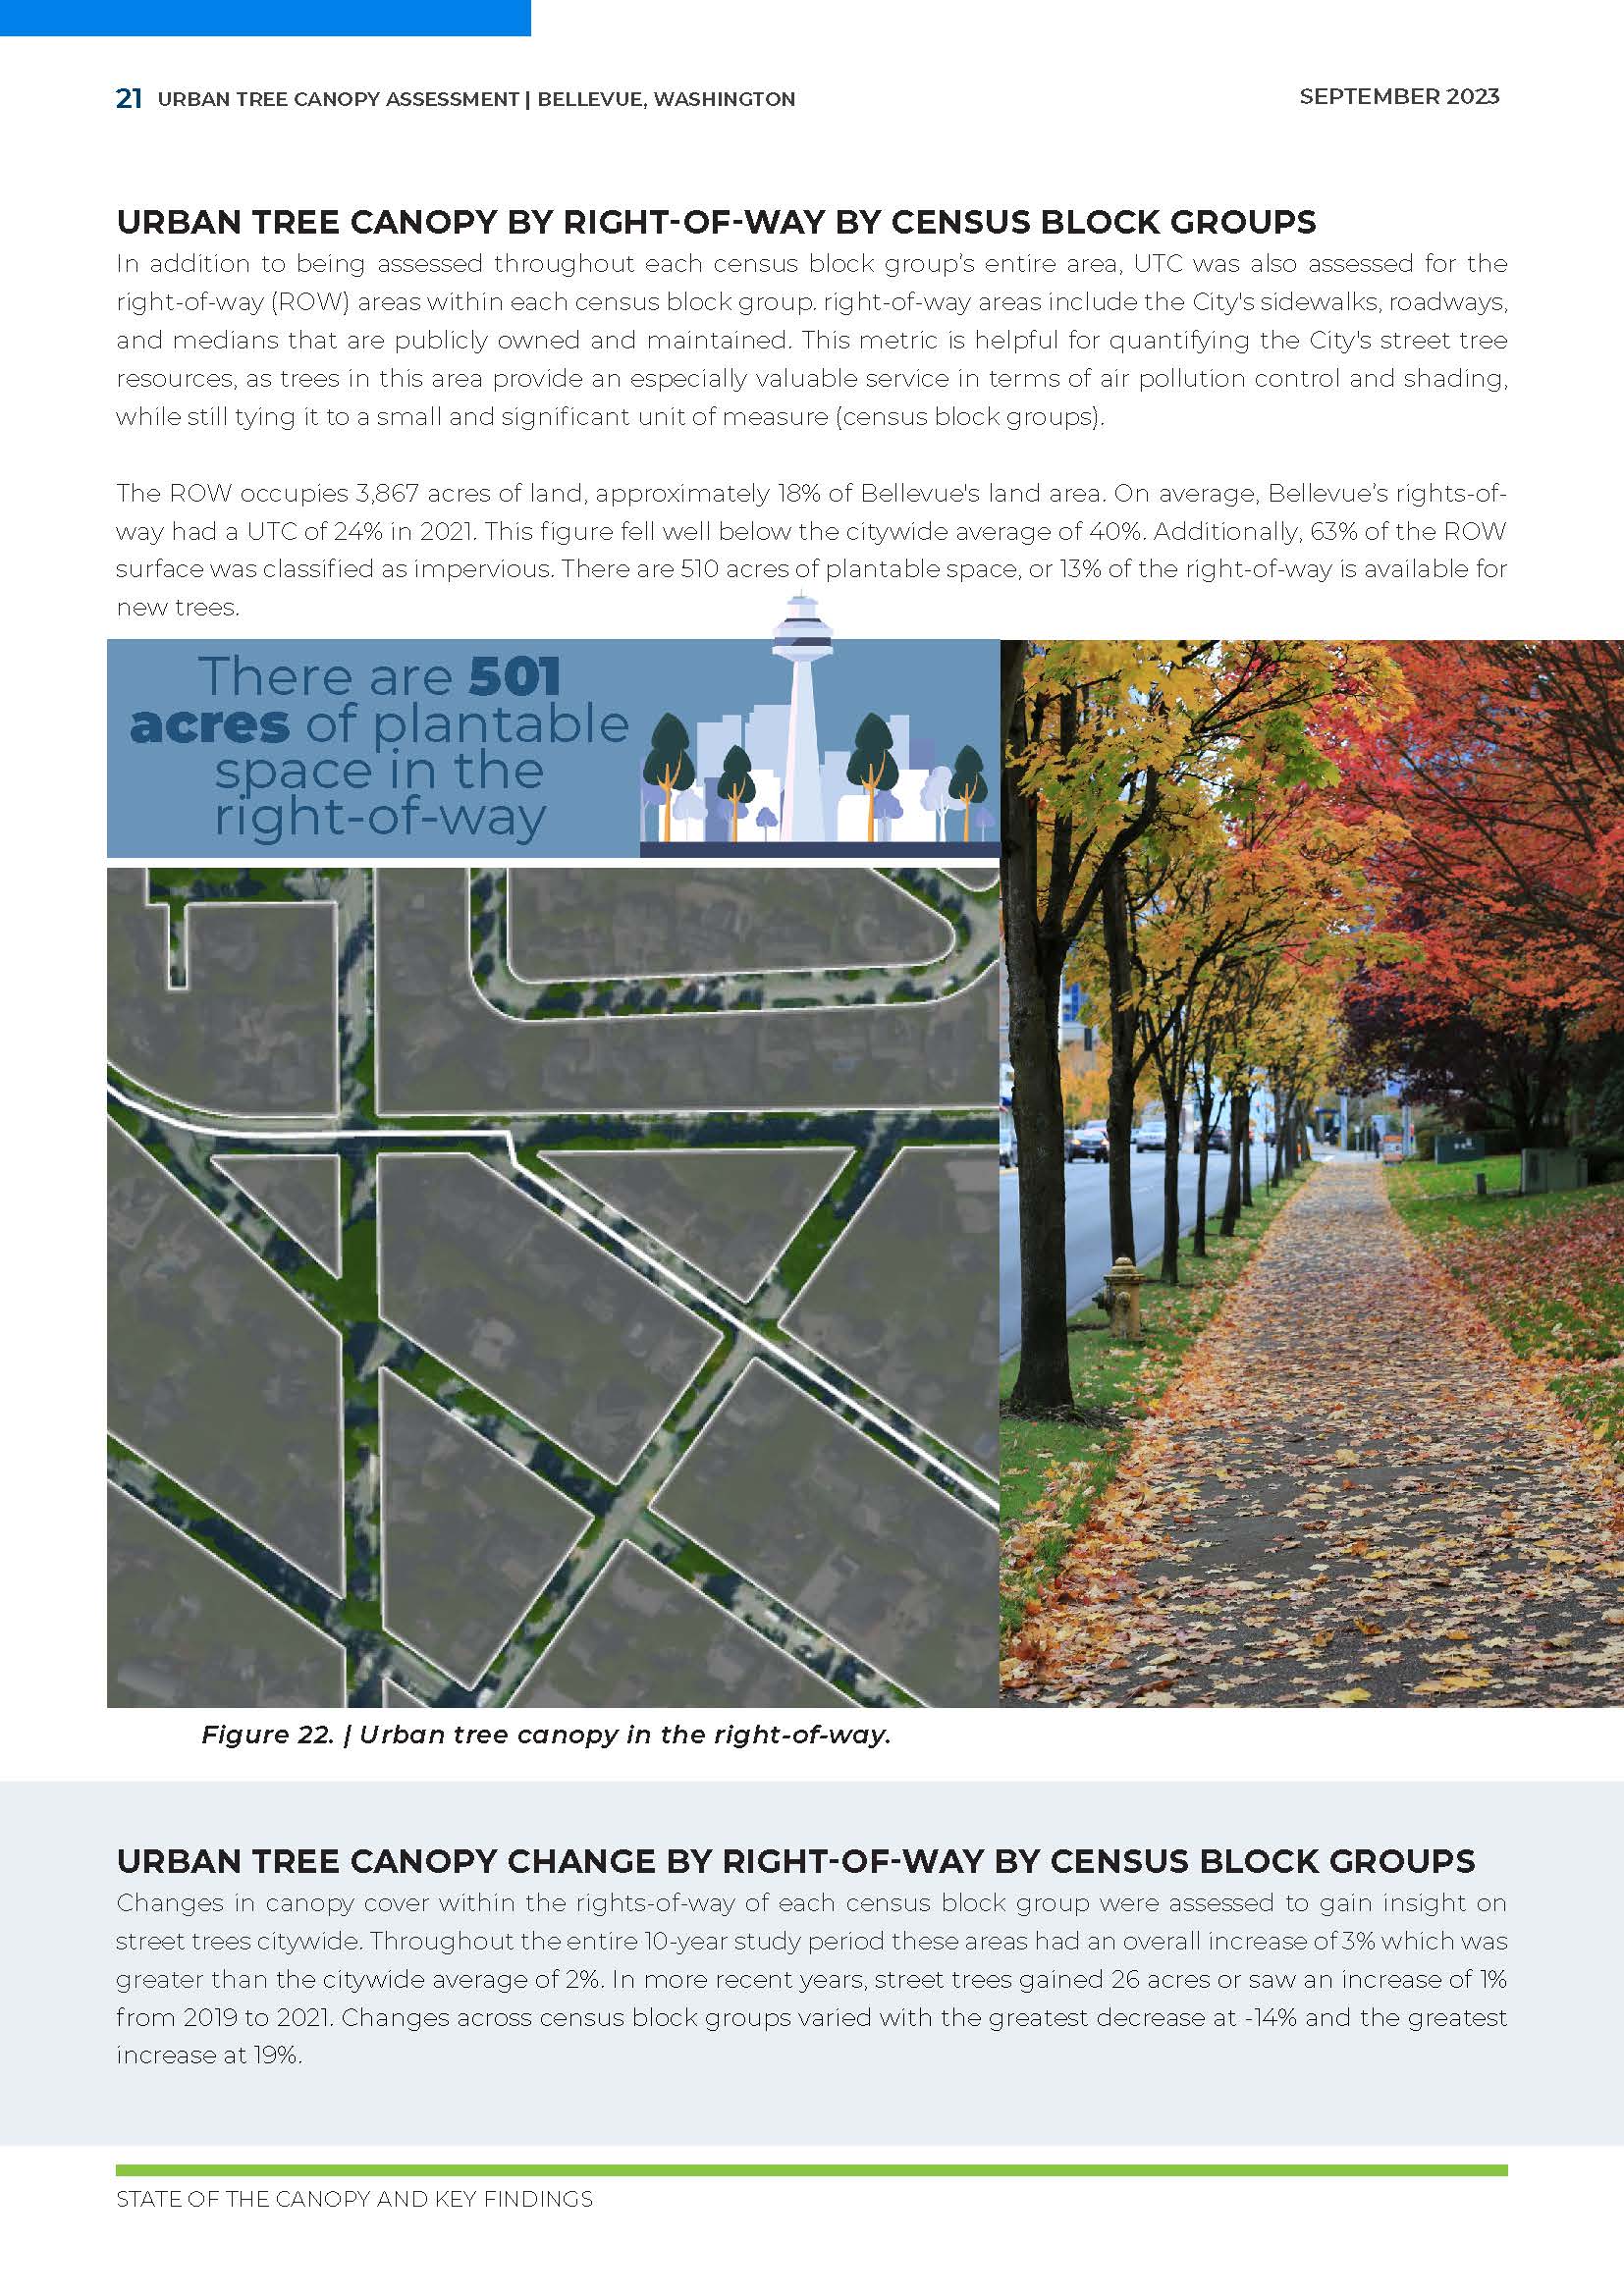 21 URBAN TREE CANOPY ASSESSMENT | BELLEVUE, WASHINGTON
SEPTEMBER 2023
URBAN TREE CANOPY BY RIGHT-OF-WAY BY CENSUS BLOCK GROUPS
In addition to being assessed throughout each census block group's entire area, UTC was also assessed for the
right-of-way (ROW) areas within each census block group. right-of-way areas include the City's sidewalks, roadways,
and medians that are publicly owned and maintained. This metric is helpful for quantifying the City's street tree
resources, as trees in this area provide an especially valuable service in terms of air pollution control and shading,
while still tying it to a small and significant unit of measure (census block groups).
The ROW occupies 3,867 acres of land, approximately 18% of Bellevue's land area. On average, Bellevue's rights-of-
way had a UTC of 24% in 2021. This figure fell well below the citywide average of 40%. Additionally, 63% of the ROW
surface was classified as impervious. There are 510 acres of plantable space, or 13% of the right-of-way is available for
new trees.
There are 501
acres of plantable
space in the
right-of-way
Figure 22. | Urban tree canopy in the right-of-way.
URBAN TREE CANOPY CHANGE BY RIGHT-OF-WAY BY CENSUS BLOCK GROUPS
Changes in canopy cover within the rights-of-way of each census block group were assessed to gain insight on
street trees citywide. Throughout the entire 10-year study period these areas had an overall increase of 3% which was
greater than the citywide average of 2%. In more recent years, street trees gained 26 acres or saw an increase of 1%
from 2019 to 2021. Changes across census block groups varied with the greatest decrease at -14% and the greatest
increase at 19%.
STATE OF THE CANOPY AND KEY FINDINGS